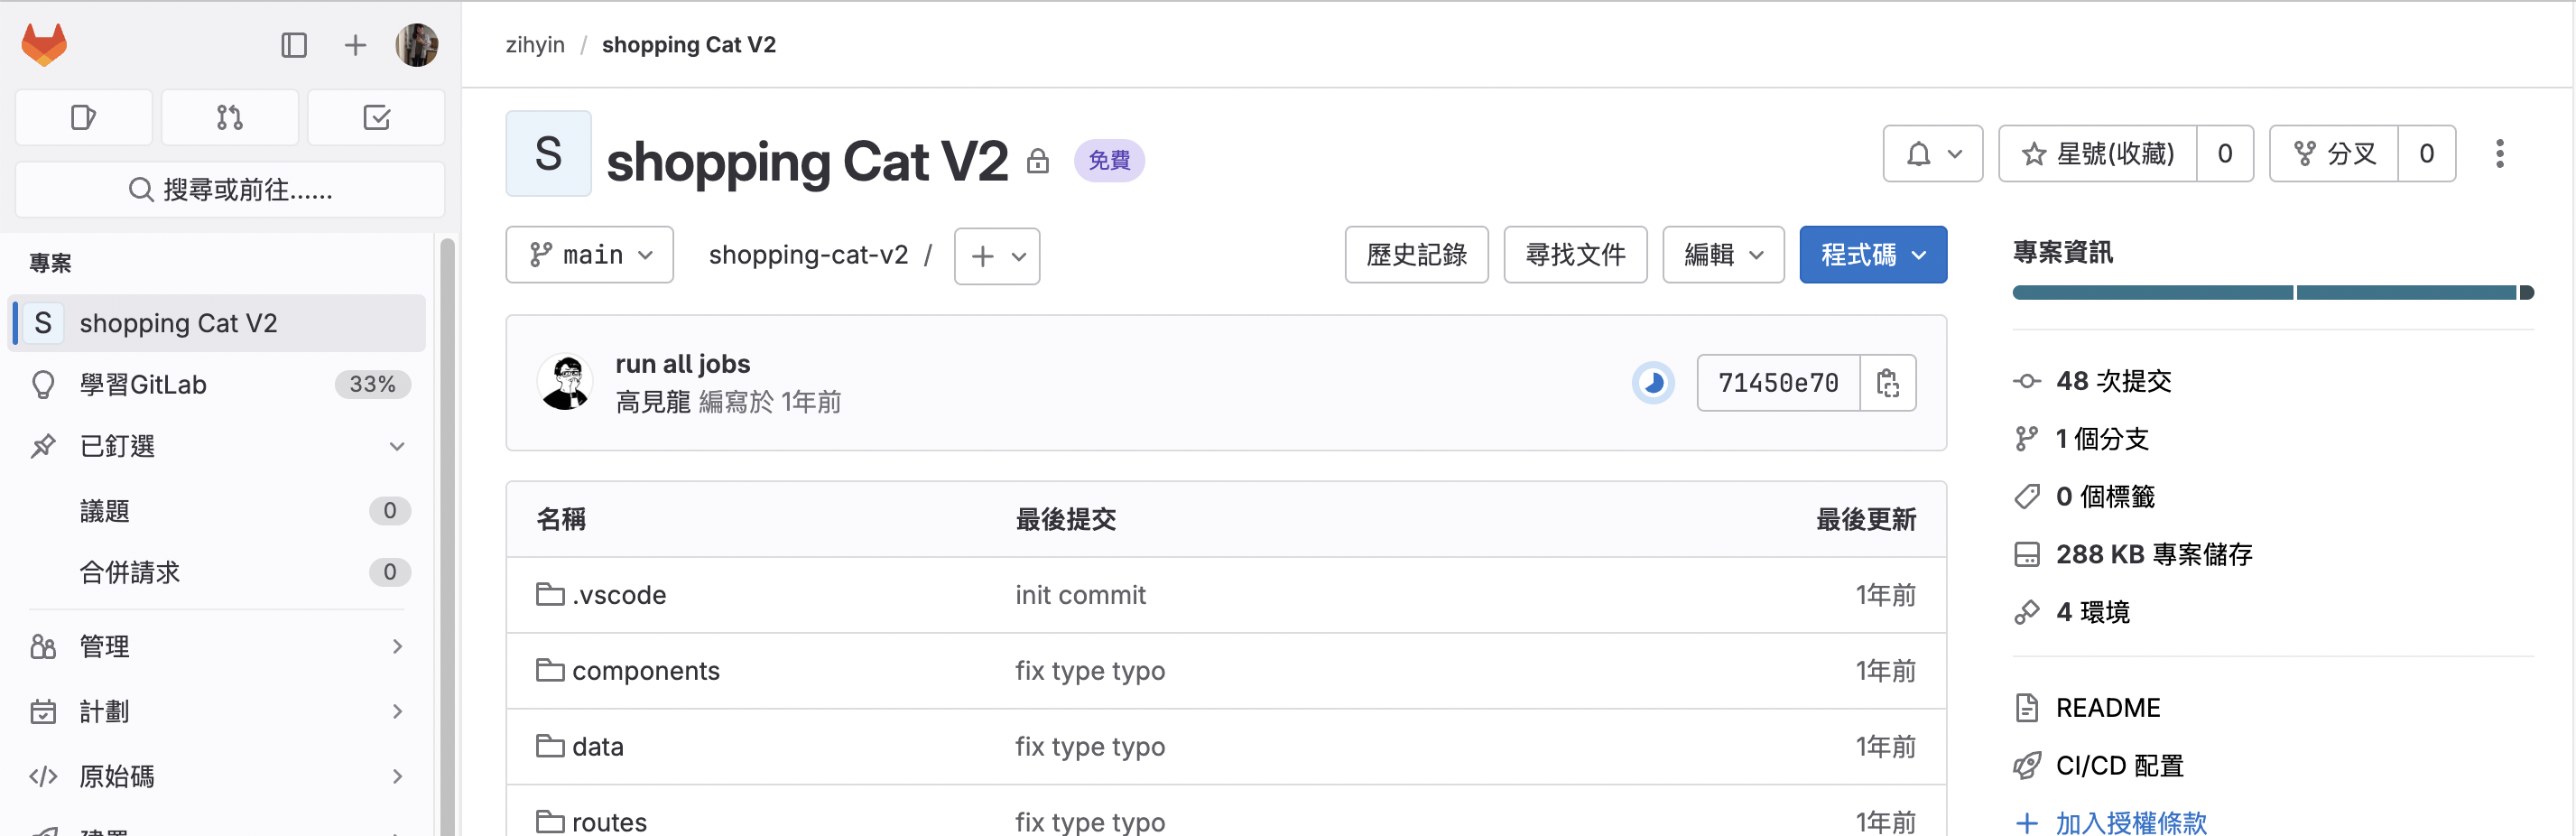 zihyin / shopping Cat V2
搜尋或前往......
專案
S shopping Cat V2
學習GitLab 33%
已釘選
議題 0
合併請求 0
管理
計劃
原始碼
S shopping Cat V2 免費
星號(收藏) 0
分叉 0
main shopping-cat-v2 /
歷史記錄 尋找文件 編輯 程式碼
run all jobs
高見龍 編寫於 1年前
71450e70
名稱 最後提交 最後更新
.vscode init commit 1年前
components fix type typo 1年前
data fix type typo 1年前
routes fix type typo 1年前
專案資訊
48 次提交
1 個分支
0 個標籤
288 KB 專案儲存
4 環境
README
CI/CD 配置
加入授權條款